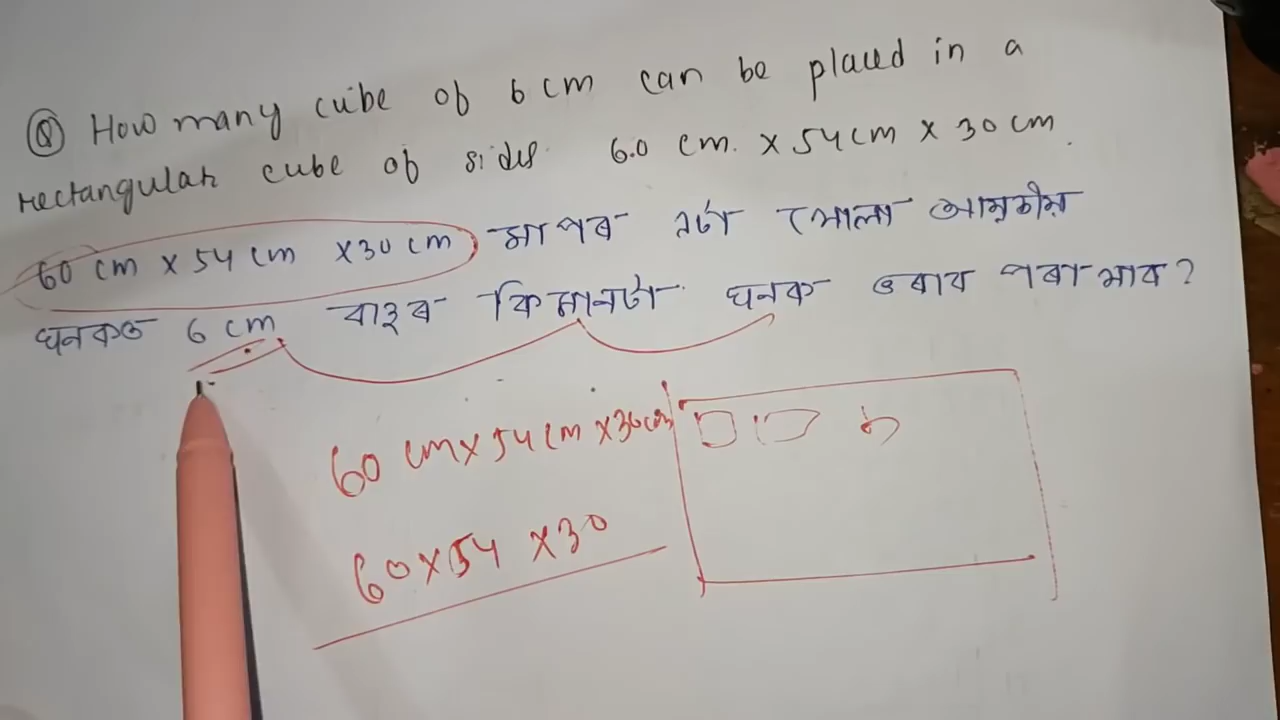 Q How many cube of 6 cm can be placed in a
rectangular cube of sides 60 cm. x 54 cm x 30 cm.
60 cm x 54 cm x 30 cm মাপৰ এটা খোলা আয়তীয়
ঘনকত 6 cm বাহুৰ কিমানটা ঘনক ভৰাব পৰা যাব?
60 cm x 54 cm x 30 cm
60 x 54 x 30